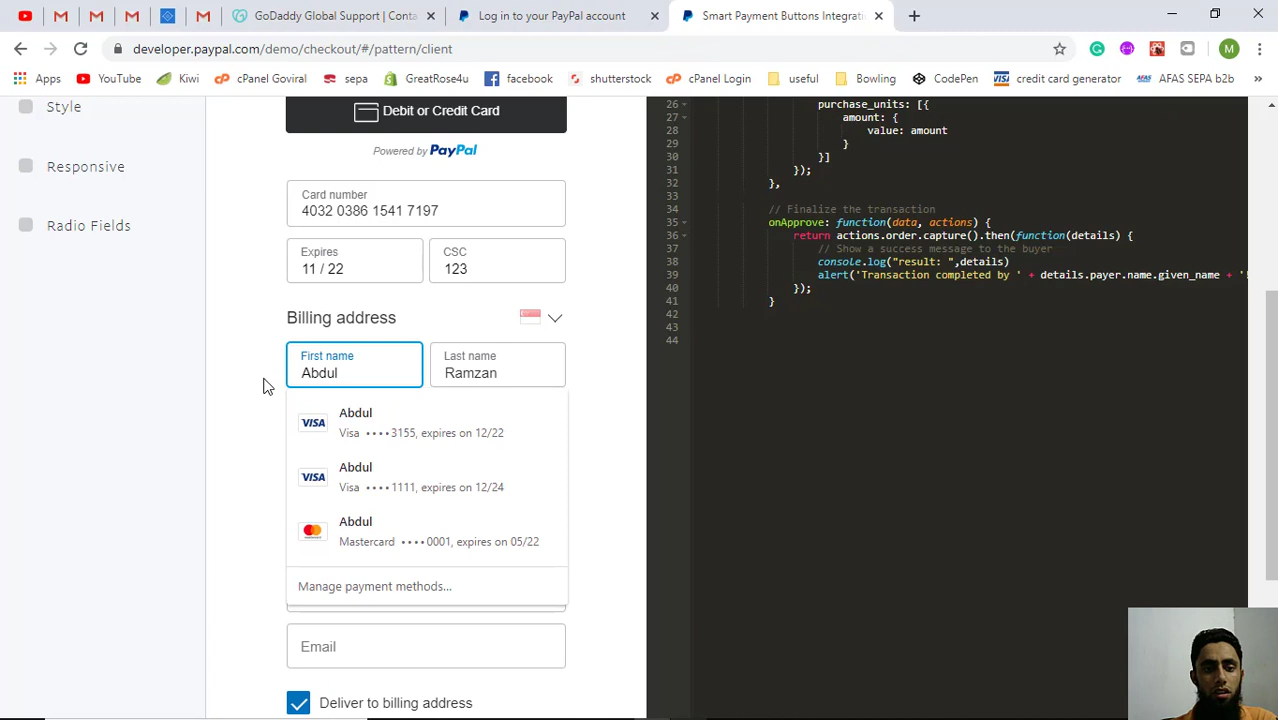 GoDaddy Global Support | Conta
Log in to your PayPal account
Smart Payment Buttons Integrati
developer.paypal.com/demo/checkout/#/pattern/client
M
Apps
YouTube
Kiwi
cPanel Goviral
sepa
GreatRose4u
facebook
shutterstock
cPanel Login
useful
Bowling
CodePen
VISA
credit card generator
AFAS
AFAS SEPA b2b
»
Style
Responsive
Radio Fields
Debit or Credit Card
Powered by PayPal
Card number
4032 0386 1541 7197
Expires
11 / 22
CSC
123
Billing address
First name
Abdul
Last name
Ramzan
VISA
Abdul
Visa ••••3155, expires on 12/22
VISA
Abdul
Visa ••••1111, expires on 12/24
Abdul
Mastercard ••••0001, expires on 05/22
Manage payment methods...
Email
Deliver to billing address
26 purchase_units: [{
27 amount: {
28 value: amount
29 }
30 }]
31 });
32 },
33
34 // Finalize the transaction
35 onApprove: function(data, actions) {
36 return actions.order.capture().then(function(details) {
37 // Show a success message to the buyer
38 console.log("result: ",details)
39 alert('Transaction completed by ' + details.payer.name.given_name + '!
40 });
41 }
42
43
44